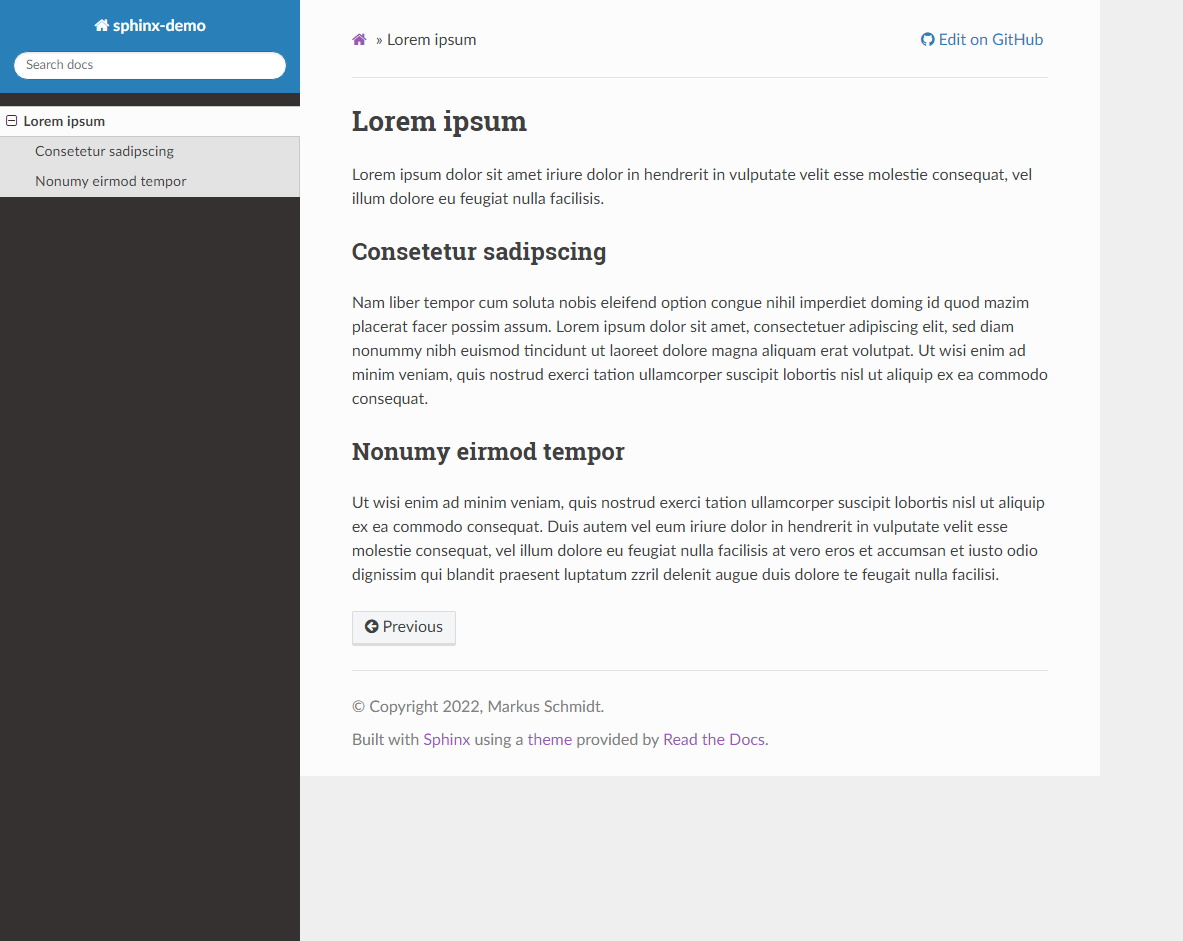 sphinx-demo
Search docs
Lorem ipsum
Consetetur sadipscing
Nonumy eirmod tempor
» Lorem ipsum
Edit on GitHub
Lorem ipsum
Lorem ipsum dolor sit amet iriure dolor in hendrerit in vulputate velit esse molestie consequat, vel
illum dolore eu feugiat nulla facilisis.
Consetetur sadipscing
Nam liber tempor cum soluta nobis eleifend option congue nihil imperdiet doming id quod mazim
placerat facer possim assum. Lorem ipsum dolor sit amet, consectetuer adipiscing elit, sed diam
nonummy nibh euismod tincidunt ut laoreet dolore magna aliquam erat volutpat. Ut wisi enim ad
minim veniam, quis nostrud exerci tation ullamcorper suscipit lobortis nisl ut aliquip ex ea commodo
consequat.
Nonumy eirmod tempor
Ut wisi enim ad minim veniam, quis nostrud exerci tation ullamcorper suscipit lobortis nisl ut aliquip
ex ea commodo consequat. Duis autem vel eum iriure dolor in hendrerit in vulputate velit esse
molestie consequat, vel illum dolore eu feugiat nulla facilisis at vero eros et accumsan et iusto odio
dignissim qui blandit praesent luptatum zzril delenit augue duis dolore te feugait nulla facilisi.
Previous
© Copyright 2022, Markus Schmidt.
Built with Sphinx using a theme provided by Read the Docs.